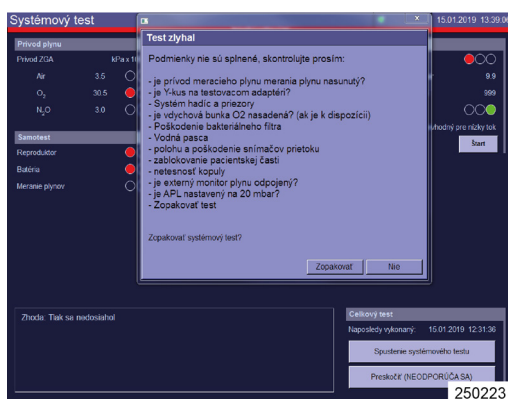 Systémový test
15.01.2019 13.39.0
Prívod plynu
Prívod ZGA kPa x 10
Air 3.5
O₂ 30.5
N₂O 3.0
Samotest
Reproduktor
Batéria
Meranie plynov
Test zlyhal
Podmienky nie sú splnené, skontrolujte prosím:
- je prívod meracieho plynu merania plynu nasunutý?
- je Y-kus na testovacom adaptéri?
- Systém hadíc a priezory
- je vdychová bunka O2 nasadená? (ak je k dispozícii)
- Poškodenie bakteriálneho filtra
- Vodná pasca
- polohu a poškodenie snímačov prietoku
- zablokovanie pacientskej časti
- netesnosť kopuly
- je externý monitor plynu odpojený?
- je APL nastavený na 20 mbar?
- Zopakovať test
Zopakovať systémový test?
Zopakovať
Nie
9.9
999
vhodný pre nízky tok
Štart
Zhoda: Tlak sa nedosiahol
Celkový test
Naposledy vykonaný: 15.01.2019 12:31:36
Spustenie systémového testu
Preskočiť (NEODPORÚČA SA)
250223